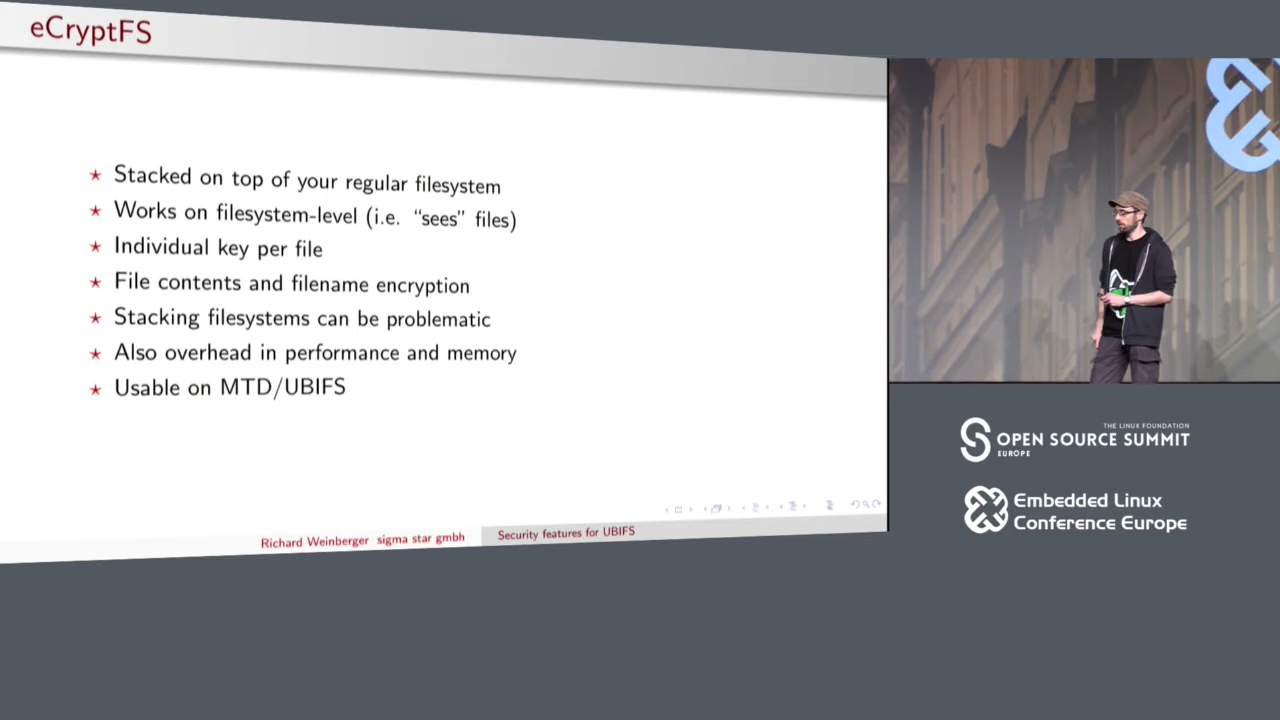 eCryptFS
Stacked on top of your regular filesystem
Works on filesystem-level (i.e. “sees” files)
Individual key per file
File contents and filename encryption
Stacking filesystems can be problematic
Also overhead in performance and memory
Usable on MTD/UBIFS
Richard Weinberger sigma star gmbh
Security features for UBIFS
THE LINUX FOUNDATION
OPEN SOURCE SUMMIT
EUROPE
Embedded Linux
Conference Europe